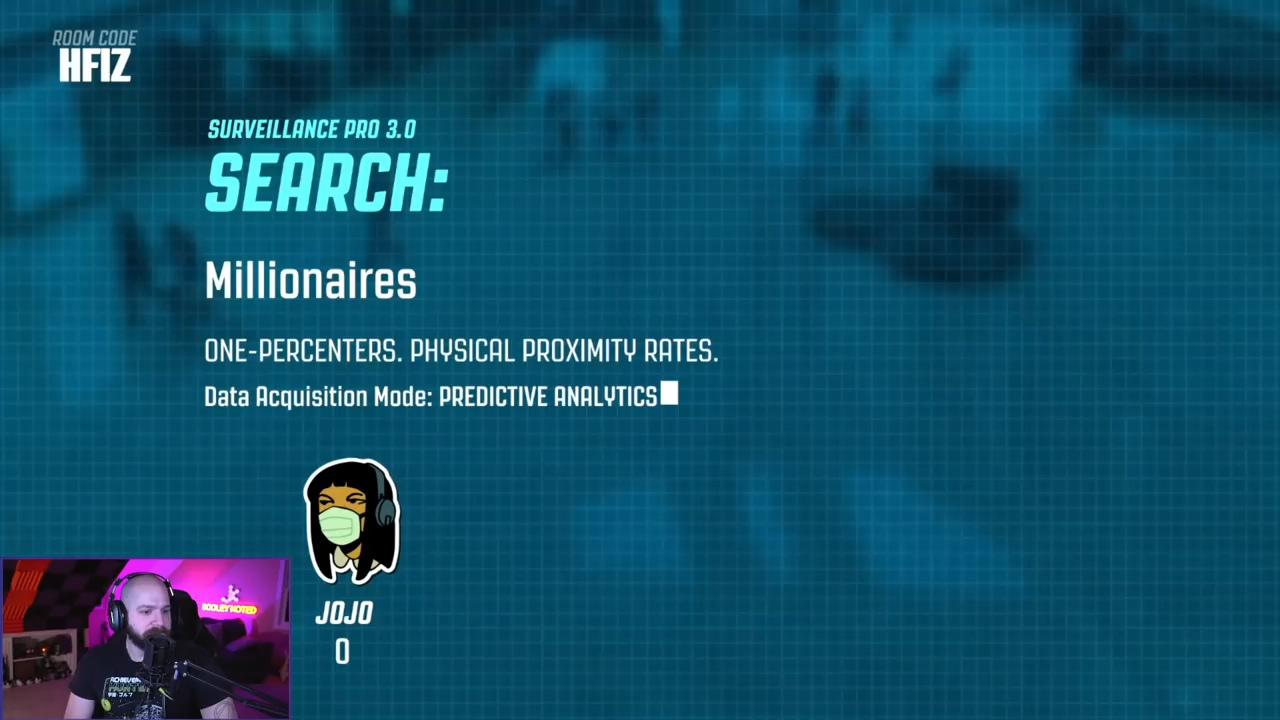 ROOM CODE
HFIZ
SURVEILLANCE PRO 3.0
SEARCH:
Millionaires
ONE-PERCENTERS. PHYSICAL PROXIMITY RATES.
Data Acquisition Mode: PREDICTIVE ANALYTICS
JOJO
0